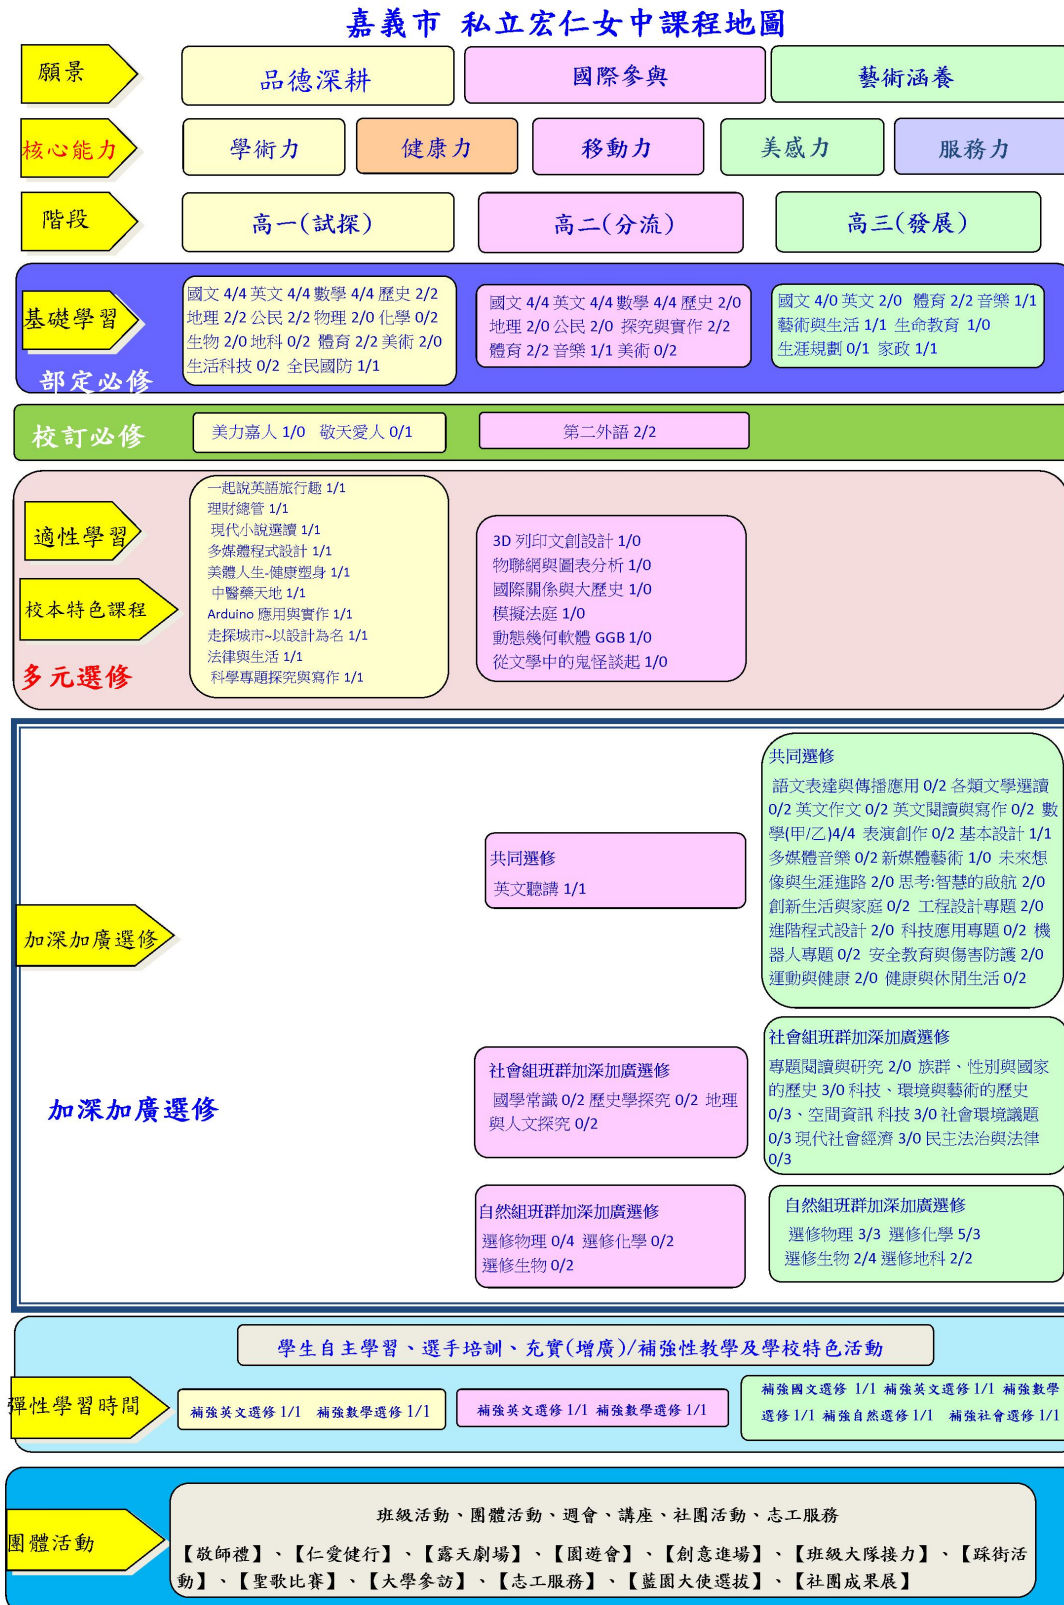 嘉義市 私立宏仁女中課程地圖
願景
品德深耕
國際參與
藝術涵養
核心能力
學術力
健康力
移動力
美感力
服務力
階段
高一(試探)
高二(分流)
高三(發展)
基礎學習
部定必修
國文 4/4 英文 4/4 數學 4/4 歷史 2/2
地理 2/2 公民 2/2 物理 2/0 化學 0/2
生物 2/0 地科 0/2 體育 2/2 美術 2/0
生活科技 0/2 全民國防 1/1
國文 4/4 英文 4/4 數學 4/4 歷史 2/0
地理 2/0 公民 2/0 探究與實作 2/2
體育 2/2 音樂 1/1 美術 0/2
國文 4/0 英文 2/0 體育 2/2 音樂 1/1
藝術與生活 1/1 生命教育 1/0
生涯規劃 0/1 家政 1/1
校訂必修
美力嘉人 1/0 敬天愛人 0/1
第二外語 2/2
適性學習
校本特色課程
多元選修
一起說英語旅行趣 1/1
理財總管 1/1
現代小說選讀 1/1
多媒體程式設計 1/1
美體人生-健康塑身 1/1
中醫藥天地 1/1
Arduino 應用與實作 1/1
走探城市~以設計為名 1/1
法律與生活 1/1
科學專題探究與寫作 1/1
3D 列印文創設計 1/0
物聯網與圖表分析 1/0
國際關係與大歷史 1/0
模擬法庭 1/0
動態幾何軟體 GGB 1/0
從文學中的鬼怪談起 1/0
加深加廣選修
加深加廣選修
共同選修
英文聽講 1/1
共同選修
語文表達與傳播應用 0/2 各類文學選讀
0/2 英文作文 0/2 英文閱讀與寫作 0/2 數
學(甲/乙)4/4 表演創作 0/2 基本設計 1/1
多媒體音樂 0/2 新媒體藝術 1/0 未來想
像與生涯進路 2/0 思考:智慧的啟航 2/0
創新生活與家庭 0/2 工程設計專題 2/0
進階程式設計 2/0 科技應用專題 0/2 機
器人專題 0/2 安全教育與傷害防護 2/0
運動與健康 2/0 健康與休閒生活 0/2
社會組班群加深加廣選修
國學常識 0/2 歷史學探究 0/2 地理
與人文探究 0/2
社會組班群加深加廣選修
專題閱讀與研究 2/0 族群、性別與國家
的歷史 3/0 科技、環境與藝術的歷史
0/3、空間資訊 科技 3/0 社會環境議題
0/3 現代社會經濟 3/0 民主法治與法律
0/3
自然組班群加深加廣選修
選修物理 0/4 選修化學 0/2
選修生物 0/2
自然組班群加深加廣選修
選修物理 3/3 選修化學 5/3
選修生物 2/4 選修地科 2/2
學生自主學習、選手培訓、充實(增廣)/補強性教學及學校特色活動
彈性學習時間
補強英文選修 1/1 補強數學選修 1/1
補強英文選修 1/1 補強數學選修 1/1
補強國文選修 1/1 補強英文選修 1/1 補強數學
選修 1/1 補強自然選修 1/1 補強社會選修 1/1
團體活動
班級活動、團體活動、週會、講座、社團活動、志工服務
【敬師禮】、【仁愛健行】、【露天劇場】、【園遊會】、【創意進場】、【班級大隊接力】、【踩街活
動】、【聖歌比賽】、【大學參訪】、【志工服務】、【藍園大使選拔】、【社團成果展】